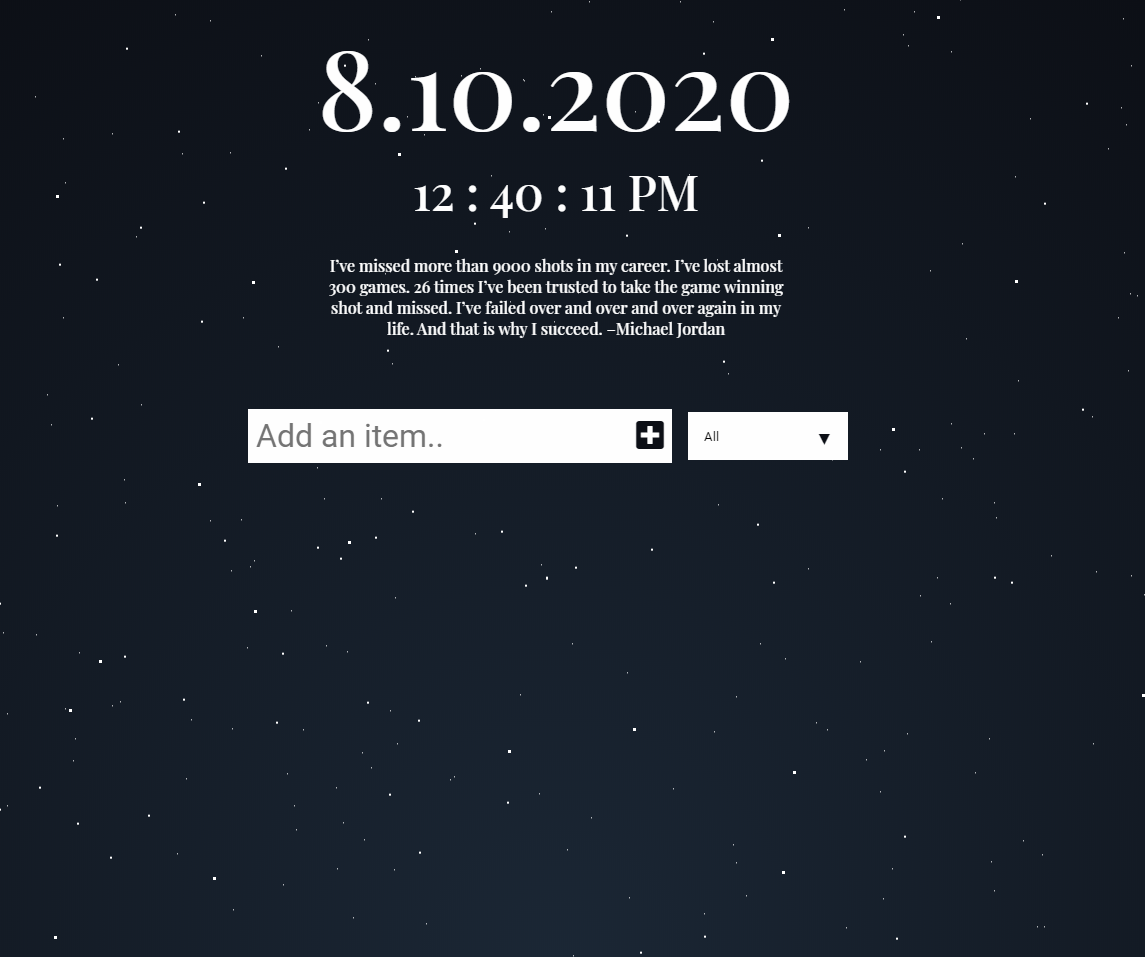 8.10.2020
12 : 40 : 11 PM
I've missed more than 9000 shots in my career. I've lost almost
300 games. 26 times I've been trusted to take the game winning
shot and missed. I've failed over and over and over again in my
life. And that is why I succeed. –Michael Jordan
Add an item..
All